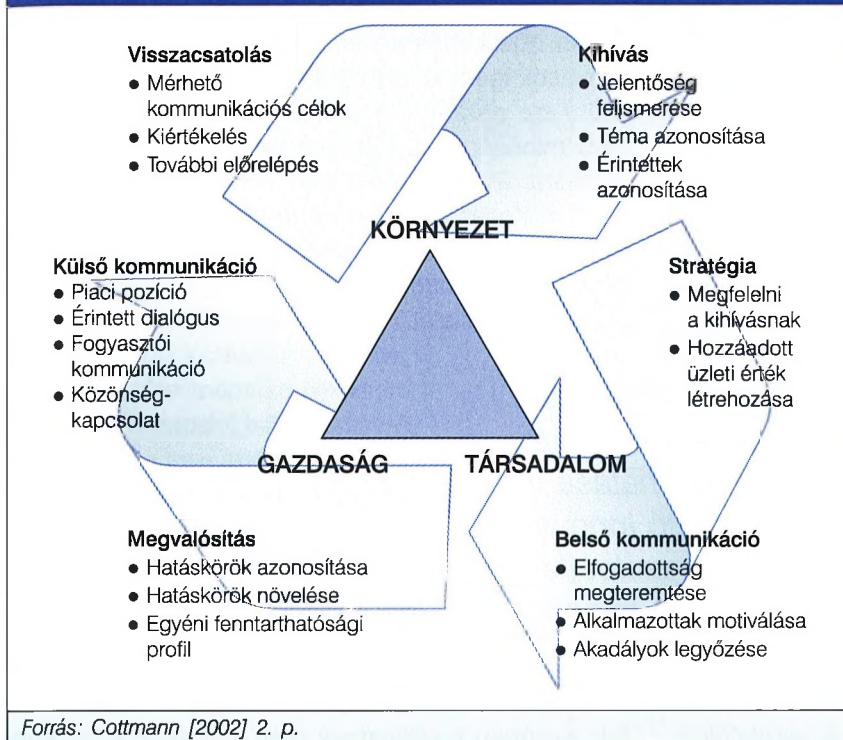 Visszacsatolás
● Mérhető
kommunikációs célok
● Kiértékelés
● További előrelépés
Kihívás
● Jelentőség
felismerése
● Téma azonosítása
● Érintettek
azonosítása
KÖRNYEZET
Külső kommunikáció
● Piaci pozíció
● Érintett dialógus
● Fogyasztói
kommunikáció
● Közönség-
kapcsolat
Stratégia
● Megfelelni
a kihívásnak
● Hozzáadott
üzleti érték
létrehozása
GAZDASÁG
TÁRSADALOM
Megvalósítás
● Hatáskörök azonosítása
● Hatáskörök növelése
● Egyéni fenntarthatósági
profil
Belső kommunikáció
● Elfogadottság
megteremtése
● Alkalmazottak motiválása
● Akadályok legyőzése
Forrás: Cottmann [2002] 2. p.